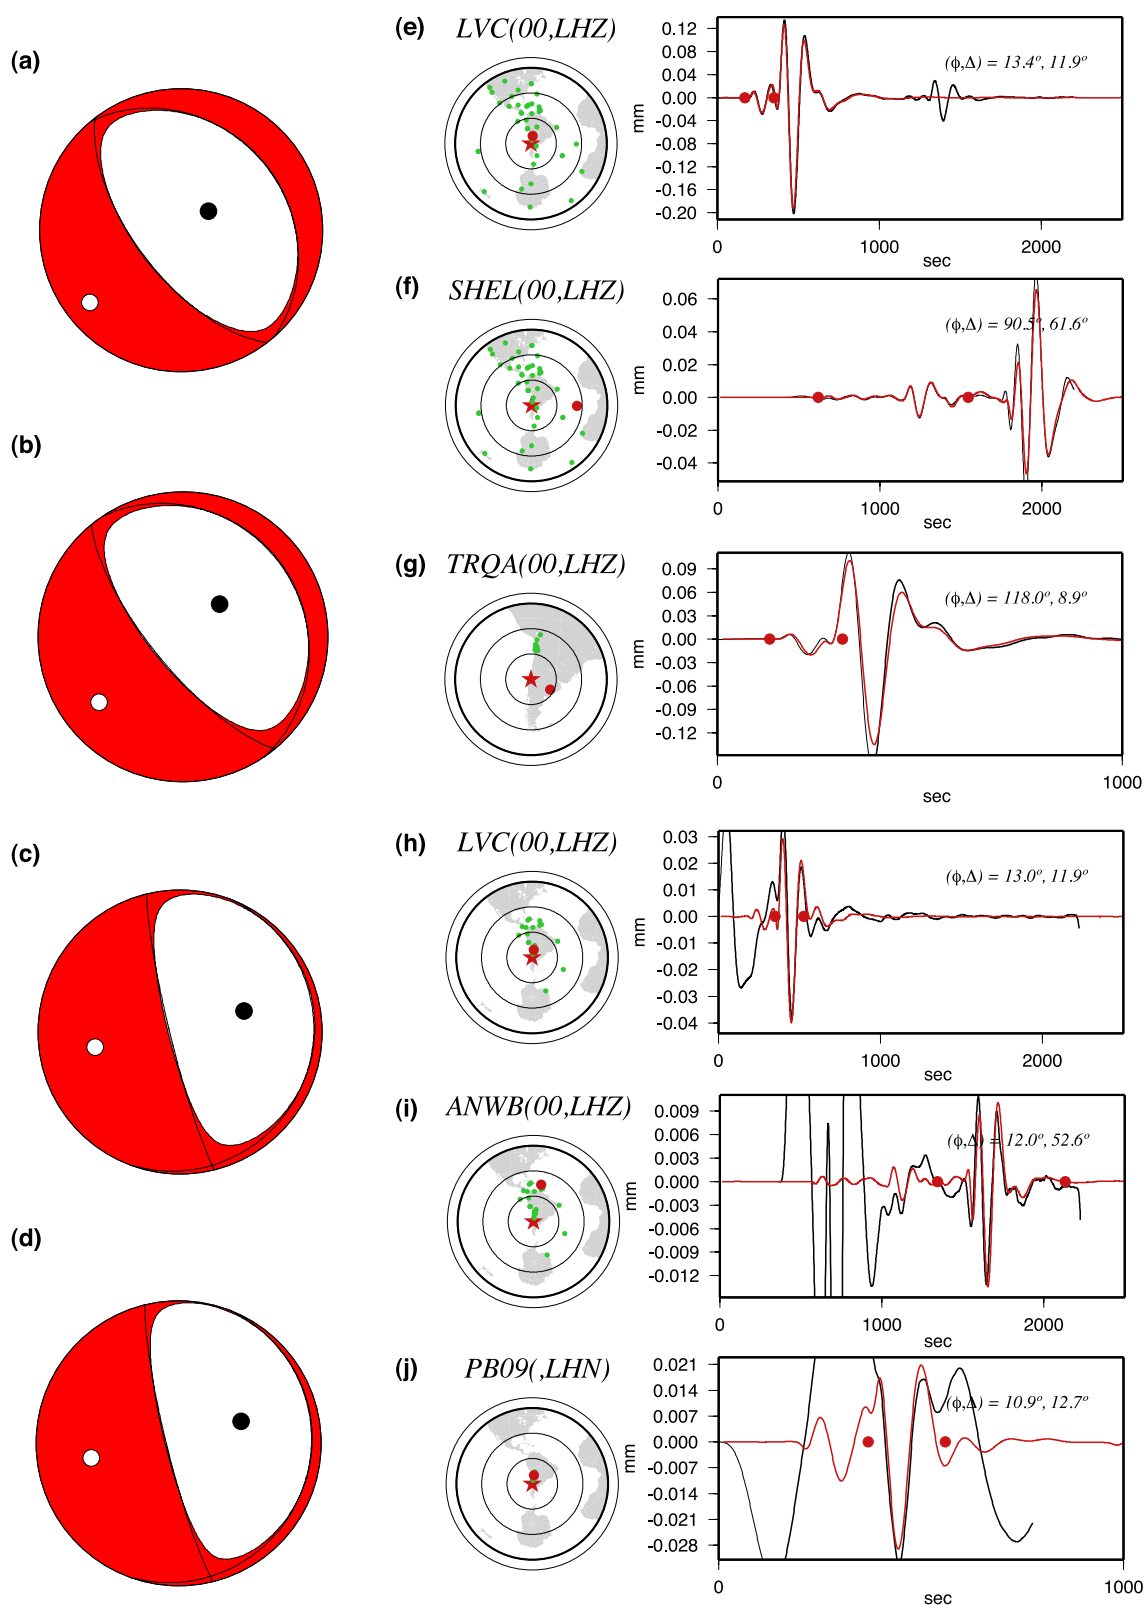 (a)
(b)
(c)
(d)
(e) LVC(00,LHZ)
0.12
0.08
0.04
0.00
-0.04
-0.08
-0.12
-0.16
-0.20
mm
(ϕ,Δ) = 13.4°, 11.9°
0 1000 2000
sec
(f) SHEL(00,LHZ)
0.06
0.04
0.02
0.00
-0.02
-0.04
mm
(ϕ,Δ) = 90.5°, 61.6°
0 1000 2000
sec
(g) TRQA(00,LHZ)
0.09
0.06
0.03
0.00
-0.03
-0.06
-0.09
-0.12
mm
(ϕ,Δ) = 118.0°, 8.9°
0 1000
sec
(h) LVC(00,LHZ)
0.03
0.02
0.01
0.00
-0.01
-0.02
-0.03
-0.04
mm
(ϕ,Δ) = 13.0°, 11.9°
0 1000 2000
sec
(i) ANWB(00,LHZ)
0.009
0.006
0.003
0.000
-0.003
-0.006
-0.009
-0.012
mm
(ϕ,Δ) = 12.0°, 52.6°
0 1000 2000
sec
(j) PB09(,LHN)
0.021
0.014
0.007
0.000
-0.007
-0.014
-0.021
-0.028
mm
(ϕ,Δ) = 10.9°, 12.7°
0 1000
sec